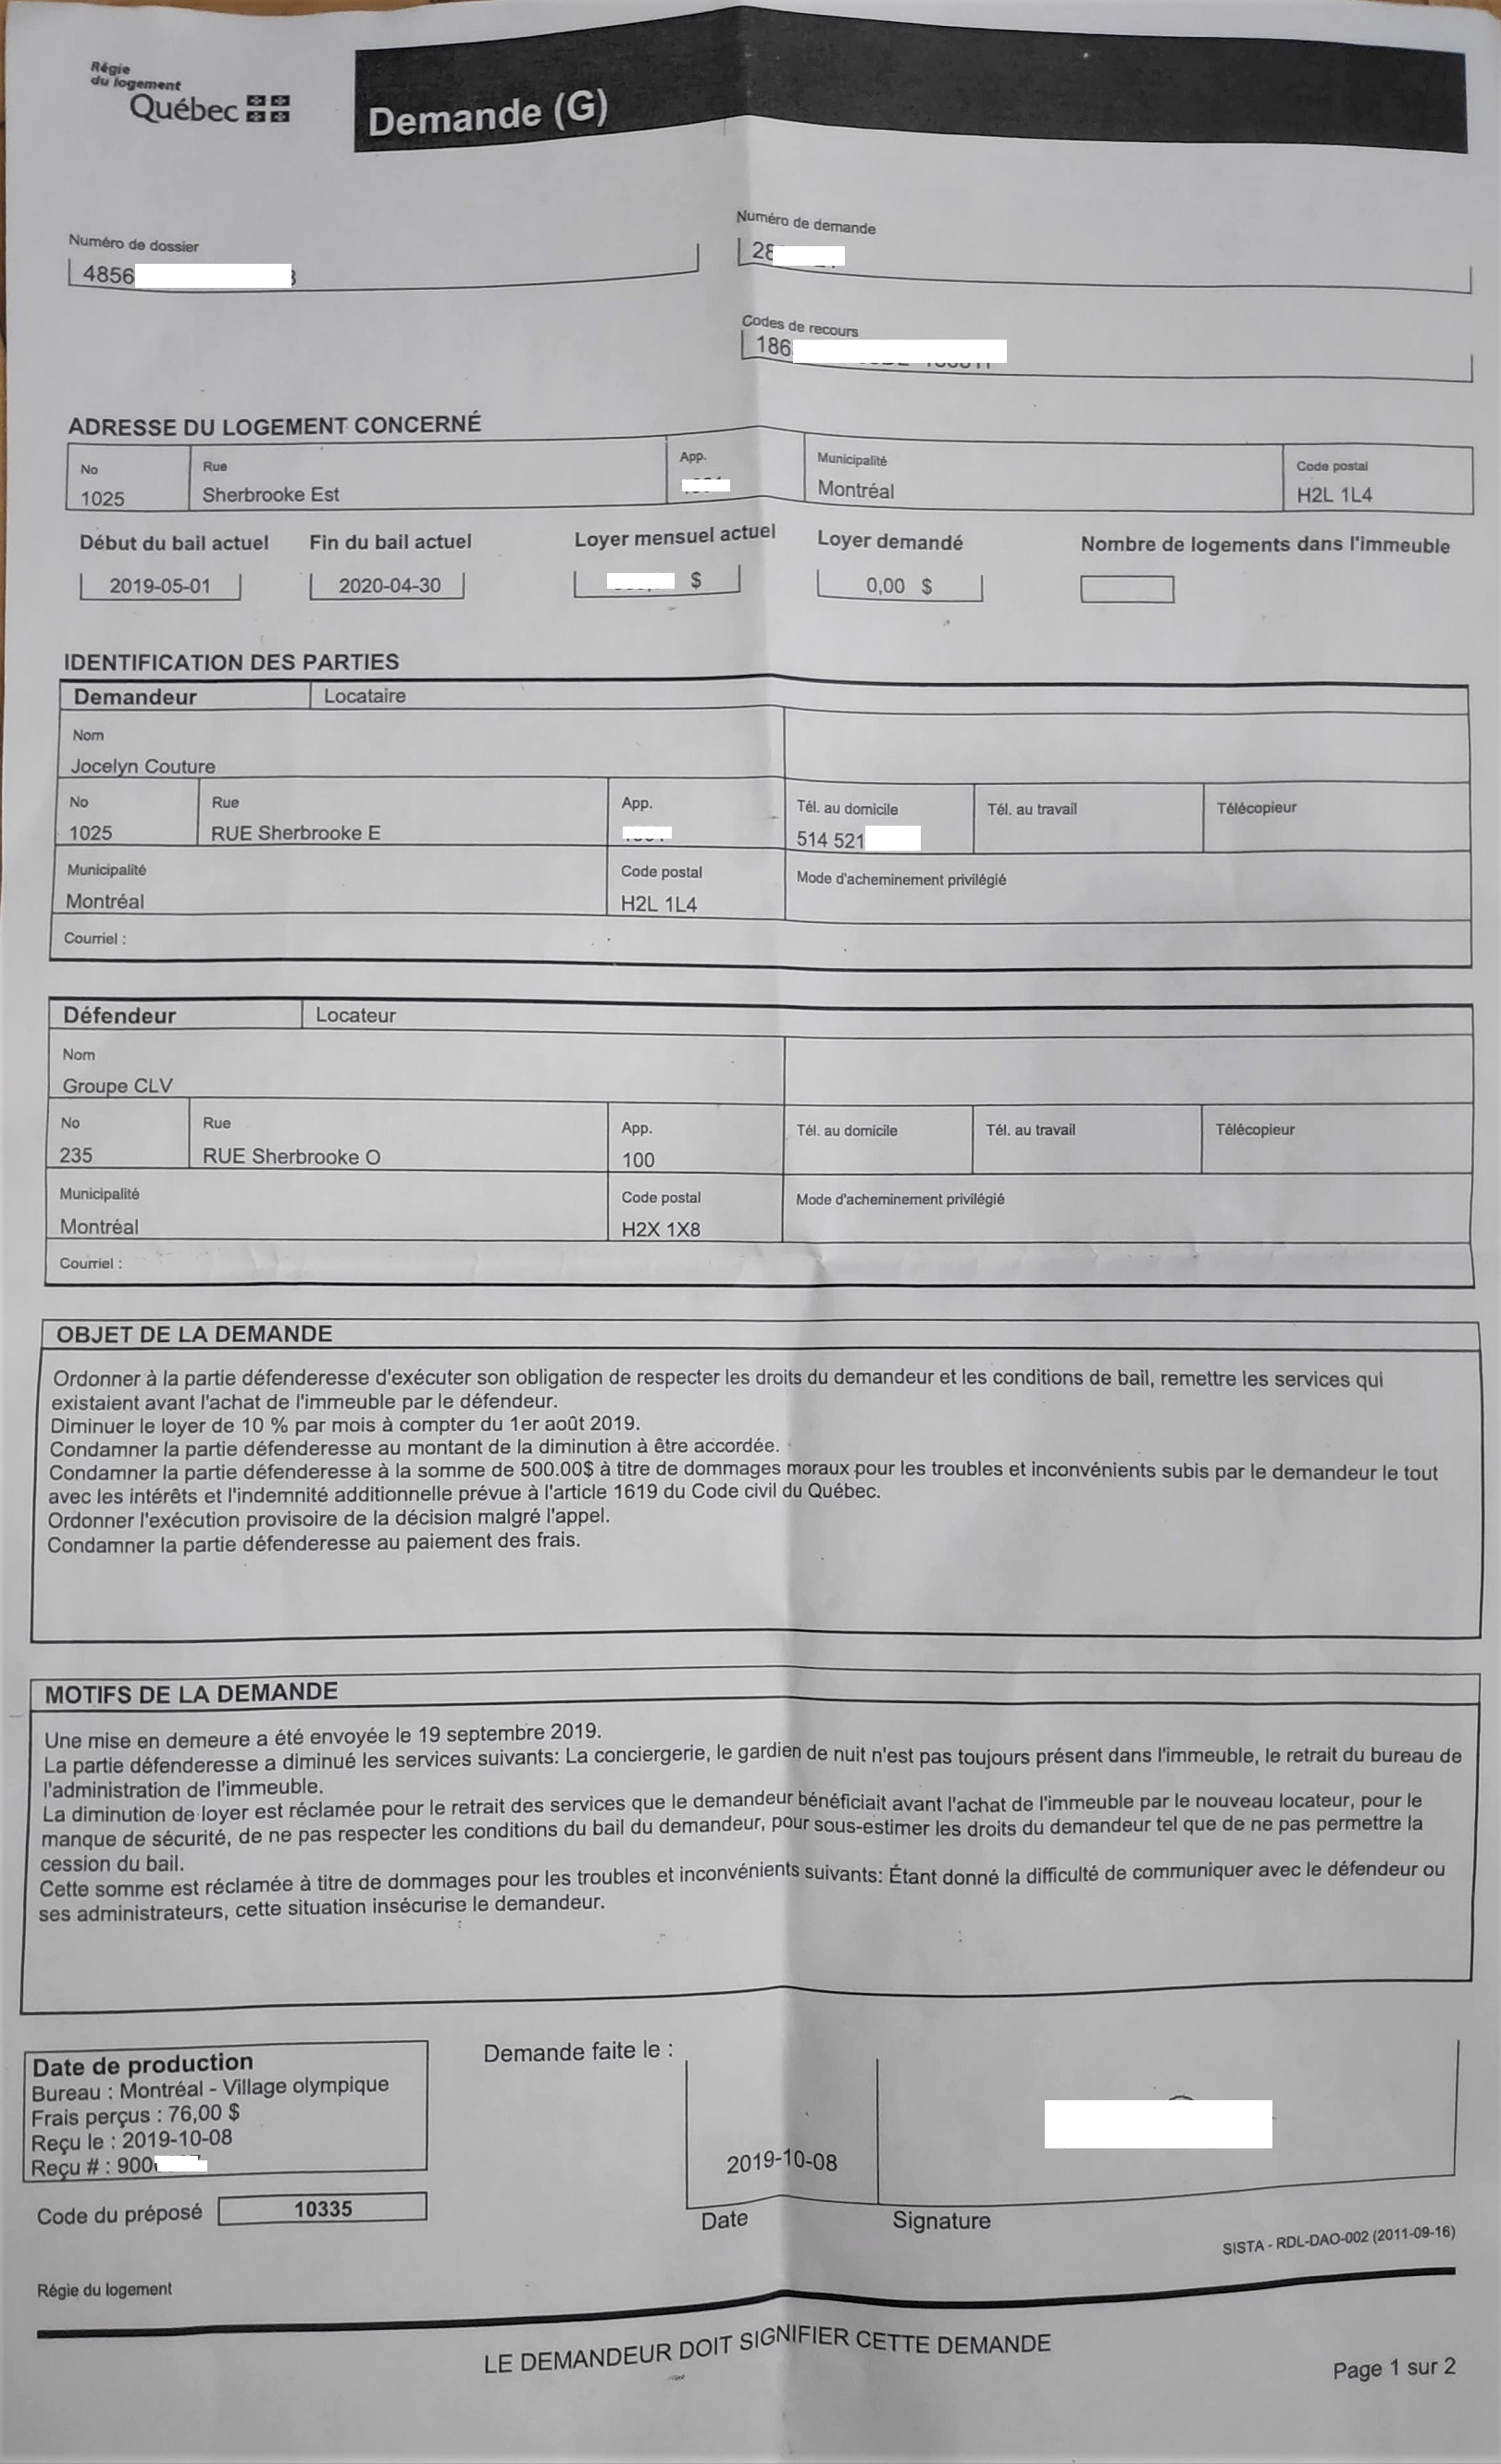 Régie
du logement
Québec
Demande (G)
Numéro de dossier
4856
Numéro de demande
28
Codes de recours
186
ADRESSE DU LOGEMENT CONCERNÉ
No Rue App. Municipalité Code postal
1025 Sherbrooke Est Montréal H2L 1L4
Début du bail actuel Fin du bail actuel Loyer mensuel actuel Loyer demandé Nombre de logements dans l'immeuble
2019-05-01 2020-04-30 $ 0,00 $
IDENTIFICATION DES PARTIES
Demandeur Locataire
Nom
Jocelyn Couture
No Rue App. Tél. au domicile Tél. au travail Télécopieur
1025 RUE Sherbrooke E 514 521
Municipalité Code postal Mode d'acheminement privilégié
Montréal H2L 1L4
Courriel :
Défendeur Locateur
Nom
Groupe CLV
No Rue App. Tél. au domicile Tél. au travail Télécopieur
235 RUE Sherbrooke O 100
Municipalité Code postal Mode d'acheminement privilégié
Montréal H2X 1X8
Courriel :
OBJET DE LA DEMANDE
Ordonner à la partie défenderesse d'exécuter son obligation de respecter les droits du demandeur et les conditions de bail, remettre les services qui
existaient avant l'achat de l'immeuble par le défendeur.
Diminuer le loyer de 10 % par mois à compter du 1er août 2019.
Condamner la partie défenderesse au montant de la diminution à être accordée.
Condamner la partie défenderesse à la somme de 500.00$ à titre de dommages moraux pour les troubles et inconvénients subis par le demandeur le tout
avec les intérêts et l'indemnité additionnelle prévue à l'article 1619 du Code civil du Québec.
Ordonner l'exécution provisoire de la décision malgré l'appel.
Condamner la partie défenderesse au paiement des frais.
MOTIFS DE LA DEMANDE
Une mise en demeure a été envoyée le 19 septembre 2019.
La partie défenderesse a diminué les services suivants: La conciergerie, le gardien de nuit n'est pas toujours présent dans l'immeuble, le retrait du bureau de
l'administration de l'immeuble.
La diminution de loyer est réclamée pour le retrait des services que le demandeur bénéficiait avant l'achat de l'immeuble par le nouveau locateur, pour le
manque de sécurité, de ne pas respecter les conditions du bail du demandeur, pour sous-estimer les droits du demandeur tel que de ne pas permettre la
cession du bail.
Cette somme est réclamée à titre de dommages pour les troubles et inconvénients suivants: Étant donné la difficulté de communiquer avec le défendeur ou
ses administrateurs, cette situation insécurise le demandeur.
Date de production
Bureau : Montréal - Village olympique
Frais perçus : 76,00 $
Reçu le : 2019-10-08
Reçu # : 900
Code du préposé 10335
Demande faite le :
2019-10-08
Date Signature
SISTA - RDL-DAO-002 (2011-09-16)
Régie du logement
LE DEMANDEUR DOIT SIGNIFIER CETTE DEMANDE
Page 1 sur 2